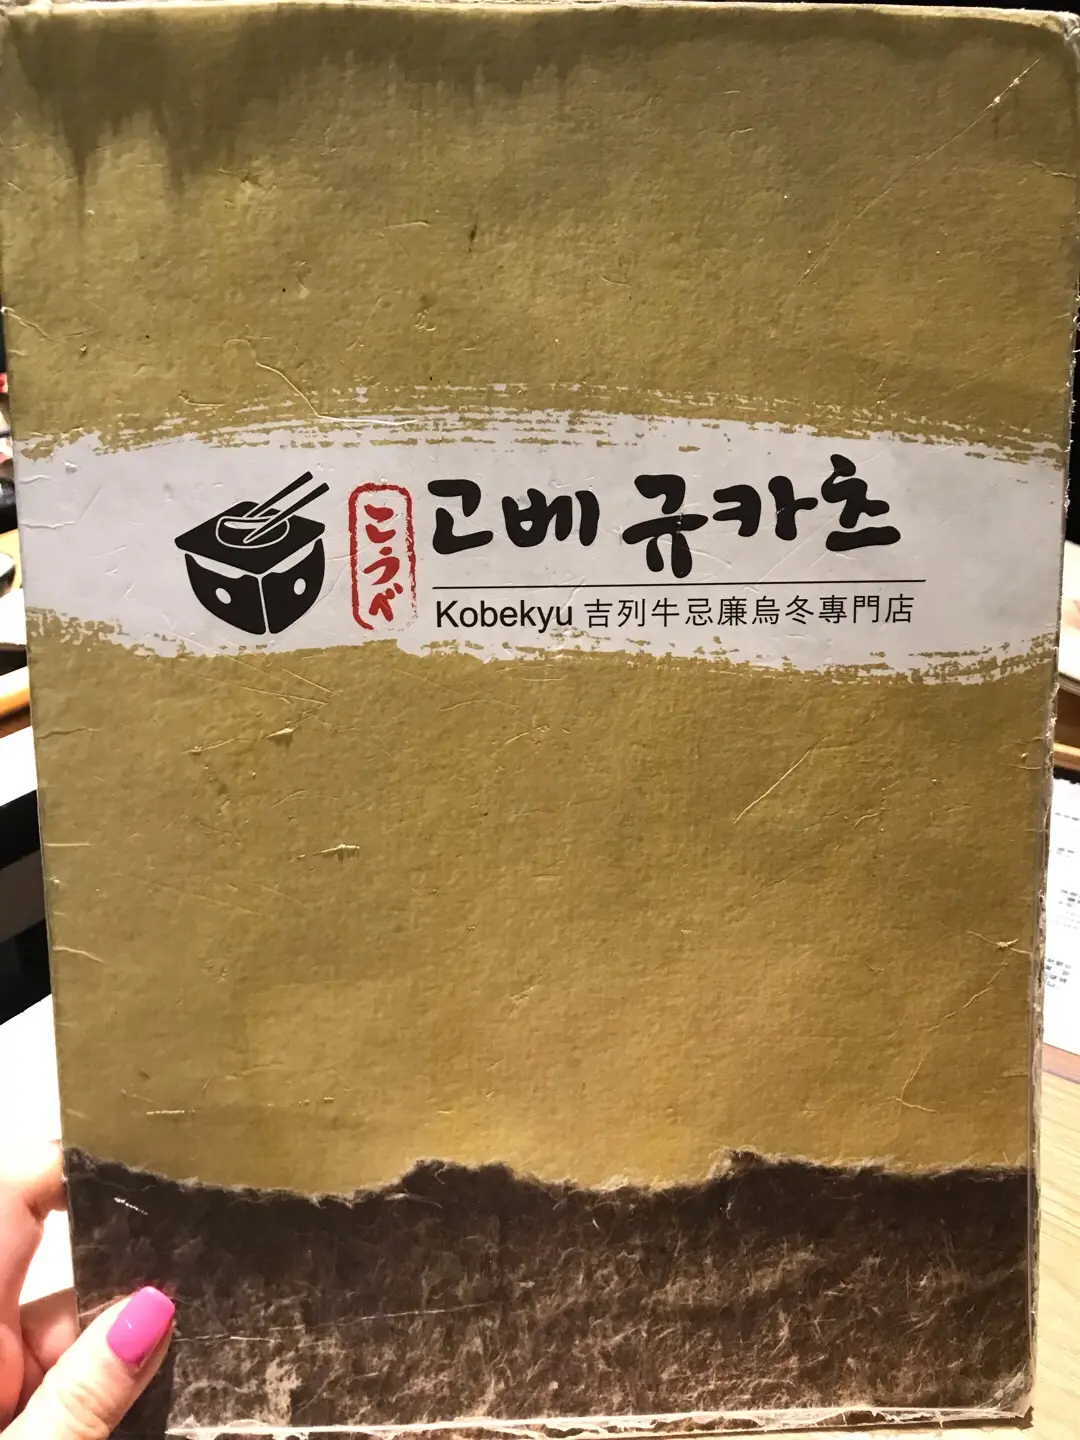 こうべ
고베 규카츠
Kobekyu 吉列牛忌廉烏冬專門店